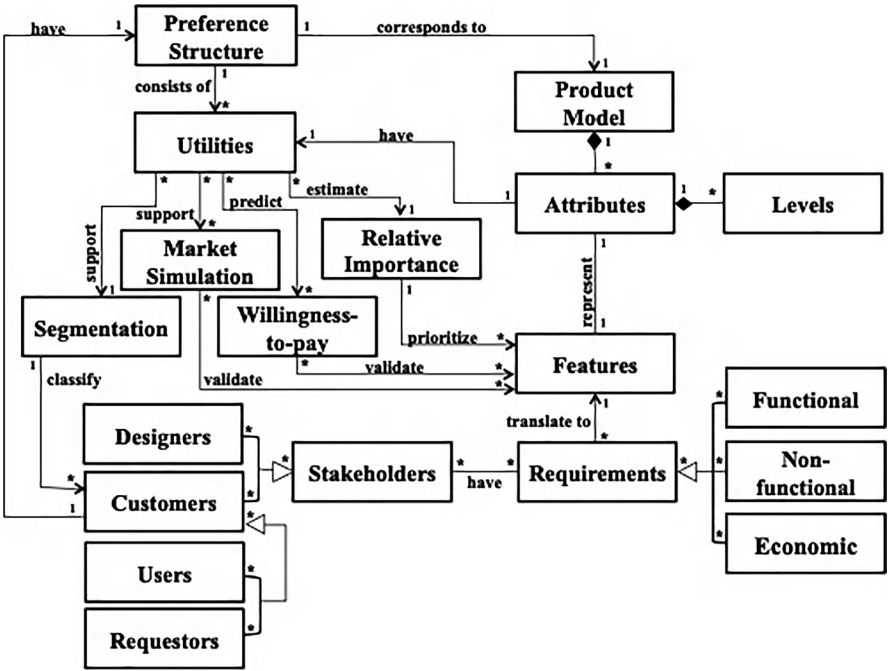 have
1
Preference
Structure
1
corresponds to
1
1
consists of
*
Product
Model
1
*
Utilities
1
have
1
Attributes
1
*
Levels
*
*
*
*
support
predict
estimate
1
support
*
Market
Simulation
*
Relative
Importance
1
1
represent
1
*
1
Segmentation
Willingness-
to-pay
*
prioritize
*
validate
*
validate
*
Features
1
1
classify
translate to
*
Designers
*
*
Stakeholders
*
have
*
Requirements
*
*
Functional
*
Non-
functional
*
Economic
*
Customers
*
1
*
Users
*
Requestors
*